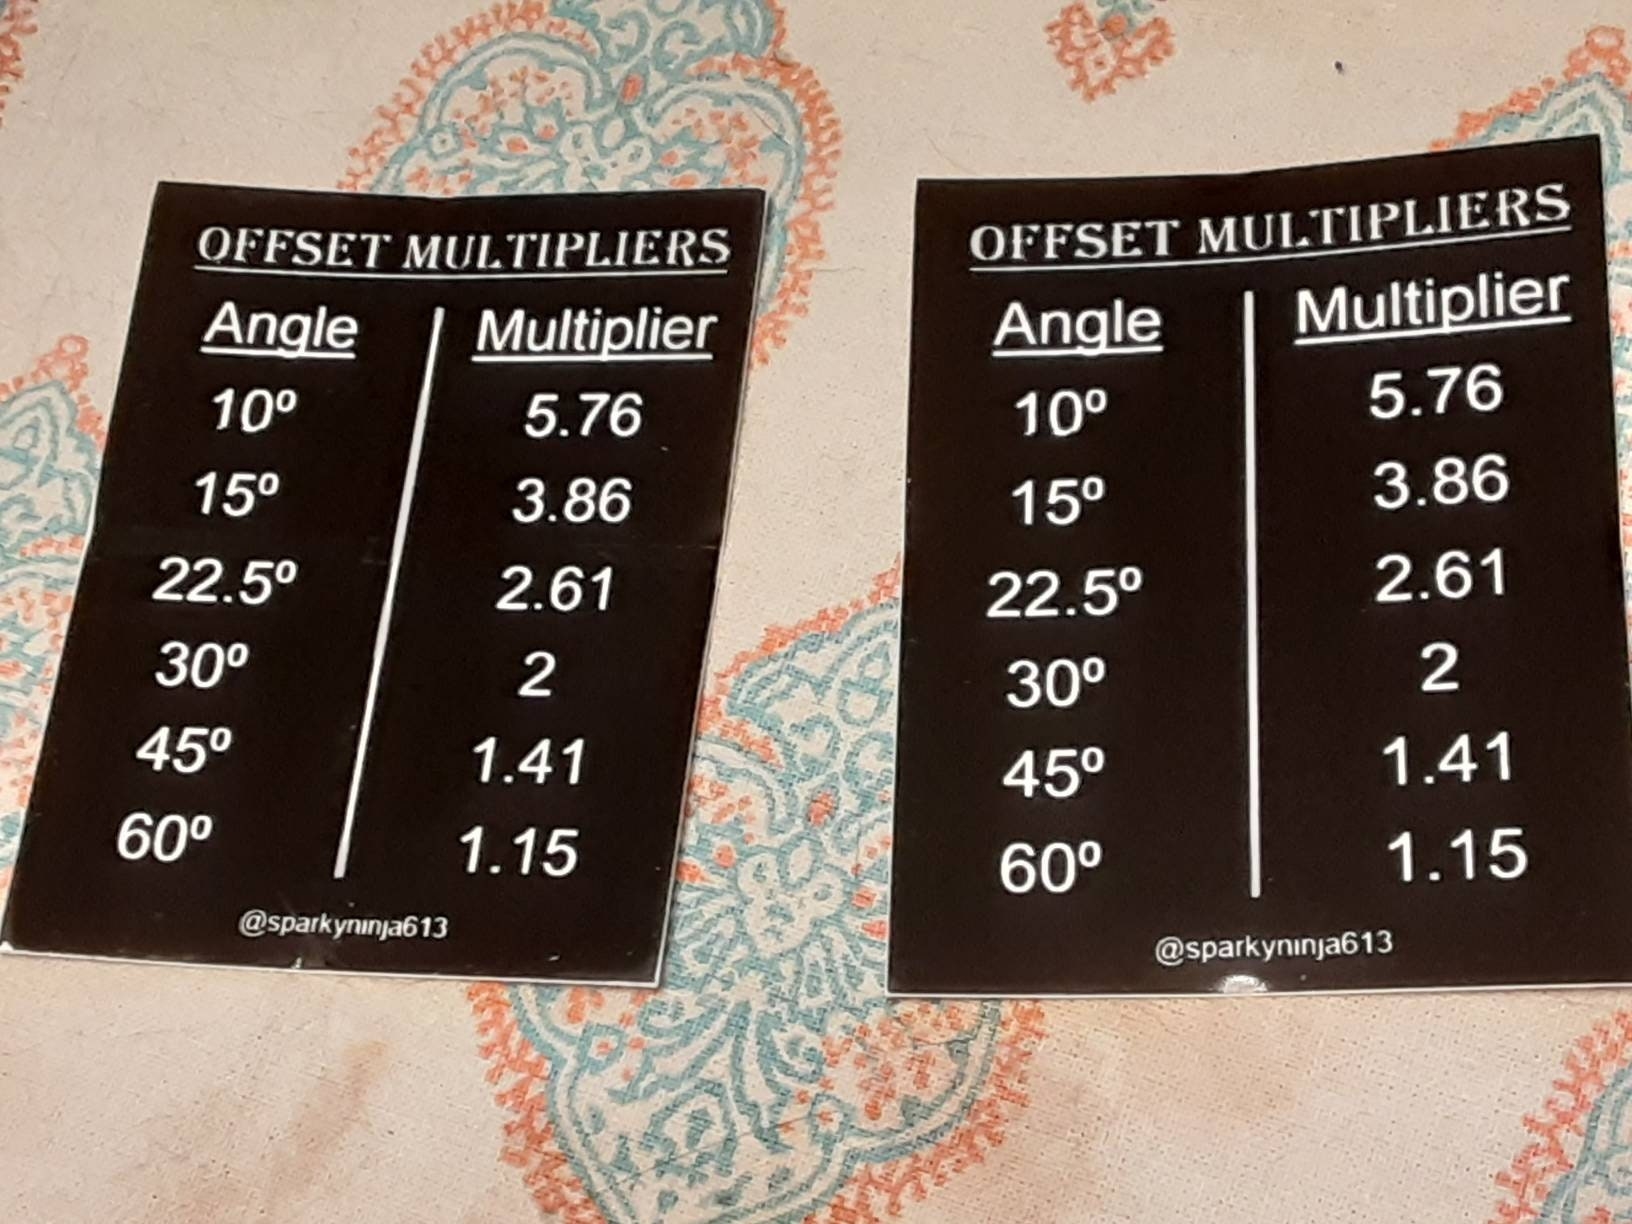 OFFSET MULTIPLIERS
Angle Multiplier
10º 5.76
15º 3.86
22.5º 2.61
30º 2
45º 1.41
60º 1.15
@sparkyninja613
OFFSET MULTIPLIERS
Angle Multiplier
10º 5.76
15º 3.86
22.5º 2.61
30º 2
45º 1.41
60º 1.15
@sparkyninja613